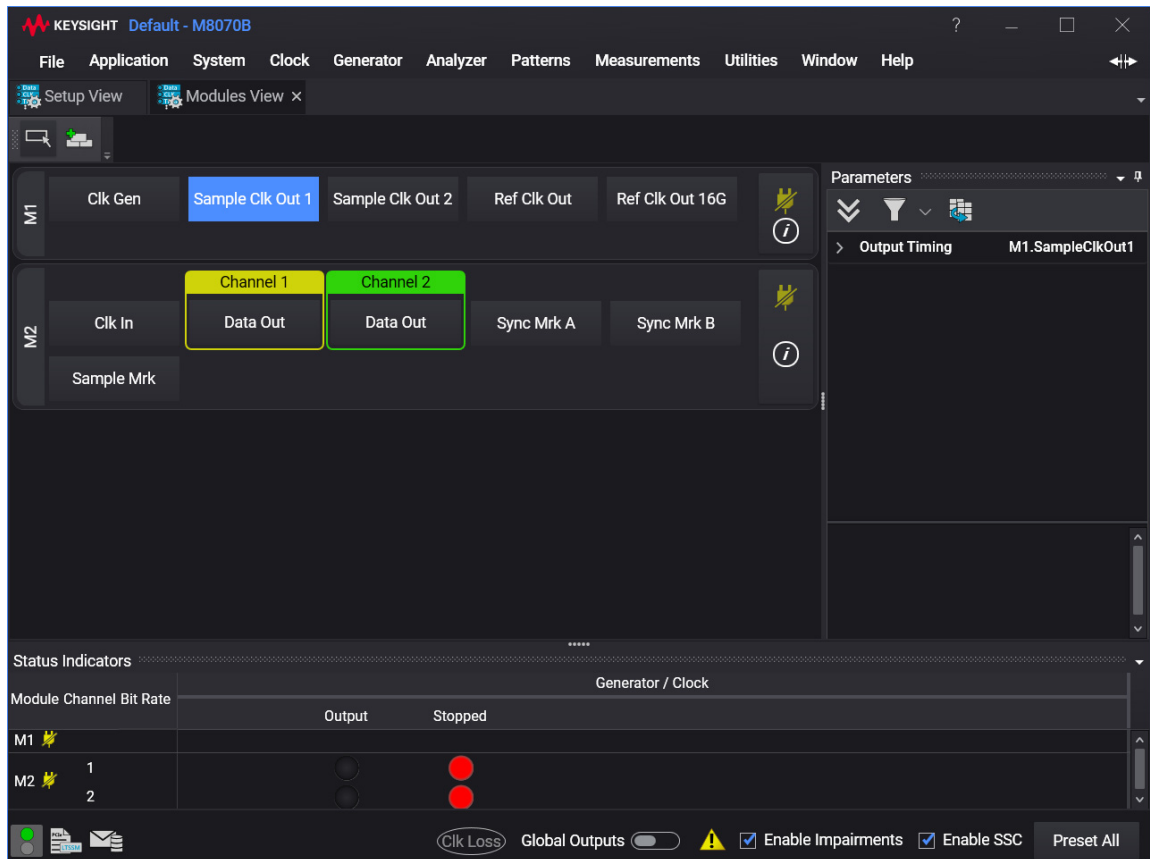 KEYSIGHT Default - M8070B ?
File Application System Clock Generator Analyzer Patterns Measurements Utilities Window Help
Setup View Modules View ×
Parameters
M1 Clk Gen Sample Clk Out 1 Sample Clk Out 2 Ref Clk Out Ref Clk Out 16G
i
Output Timing M1.SampleClkOut1
Channel 1 Channel 2
M2 Clk In Data Out Data Out Sync Mrk A Sync Mrk B
i
Sample Mrk
Status Indicators
Generator / Clock
Module Channel Bit Rate
Output Stopped
M1
M2 1
2
Clk Loss Global Outputs Enable Impairments Enable SSC Preset All